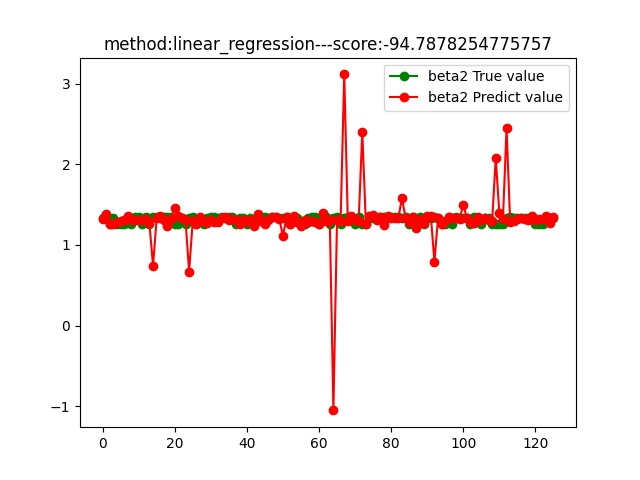 method:linear_regression---score:-94.7878254775757
beta2 True value
beta2 Predict value
3
2
1
0
−1
0 20 40 60 80 100 120